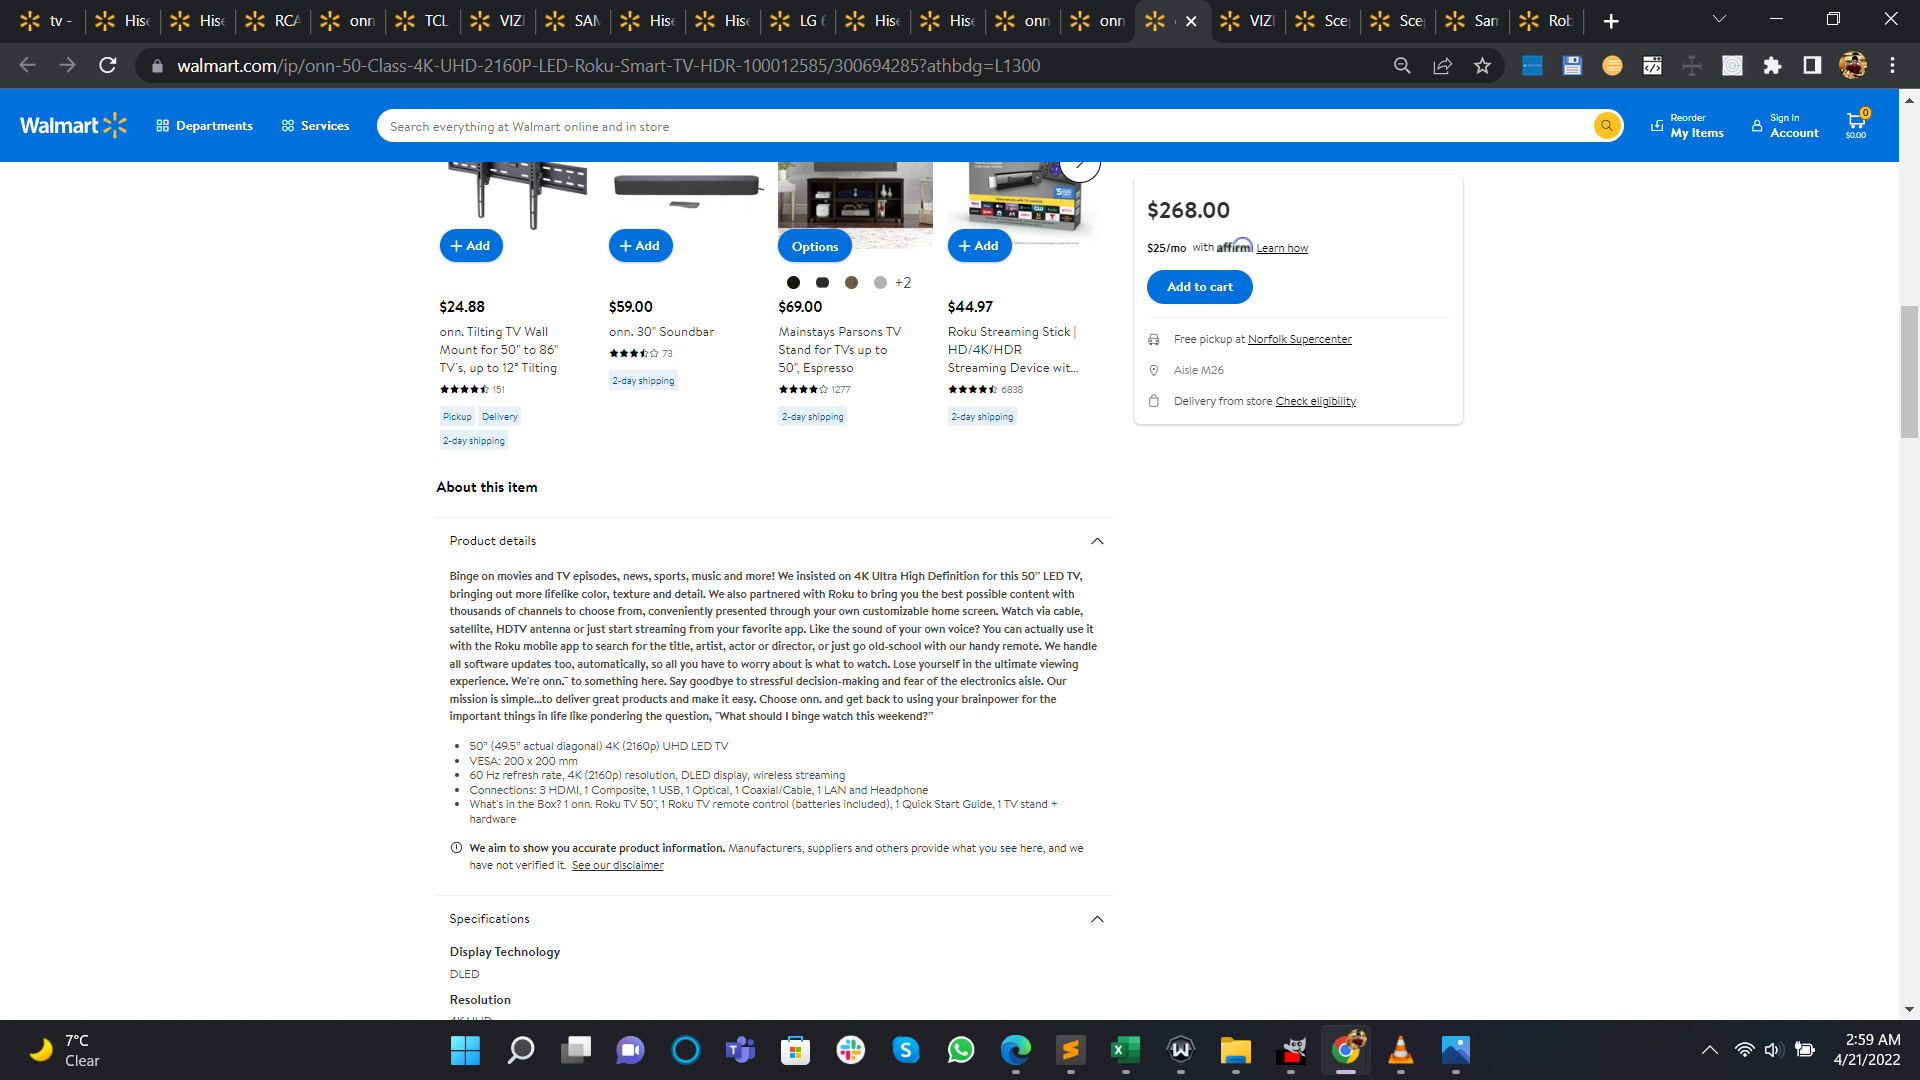 tv -
Hise
Hise
RCA
onn
TCL
VIZI
SAM
Hise
Hise
LG 6
Hise
Hise
onn
onn
VIZI
Scep
Scep
Sam
Rob
walmart.com/ip/onn-50-Class-4K-UHD-2160P-LED-Roku-Smart-TV-HDR-100012585/300694285?athbdg=L1300
Walmart
Departments
Services
Search everything at Walmart online and in store
Reorder
My Items
Sign In
Account
0
$0.00
+ Add
+ Add
Options
+ Add
+2
$24.88
onn. Tilting TV Wall
Mount for 50" to 86"
TV's, up to 12° Tilting
151
Pickup Delivery
2-day shipping
$59.00
onn. 30" Soundbar
73
2-day shipping
$69.00
Mainstays Parsons TV
Stand for TVs up to
50", Espresso
1277
2-day shipping
$44.97
Roku Streaming Stick |
HD/4K/HDR
Streaming Device wit...
6838
2-day shipping
$268.00
$25/mo with affirm Learn how
Add to cart
Free pickup at Norfolk Supercenter
Aisle M26
Delivery from store Check eligibility
About this item
Product details
Binge on movies and TV episodes, news, sports, music and more! We insisted on 4K Ultra High Definition for this 50” LED TV,
bringing out more lifelike color, texture and detail. We also partnered with Roku to bring you the best possible content with
thousands of channels to choose from, conveniently presented through your own customizable home screen. Watch via cable,
satellite, HDTV antenna or just start streaming from your favorite app. Like the sound of your own voice? You can actually use it
with the Roku mobile app to search for the title, artist, actor or director, or just go old-school with our handy remote. We handle
all software updates too, automatically, so all you have to worry about is what to watch. Lose yourself in the ultimate viewing
experience. We're onn.™ to something here. Say goodbye to stressful decision-making and fear of the electronics aisle. Our
mission is simple…to deliver great products and make it easy. Choose onn. and get back to using your brainpower for the
important things in life like pondering the question, "What should I binge watch this weekend?”
• 50” (49.5” actual diagonal) 4K (2160p) UHD LED TV
• VESA: 200 x 200 mm
• 60 Hz refresh rate, 4K (2160p) resolution, DLED display, wireless streaming
• Connections: 3 HDMI, 1 Composite, 1 USB, 1 Optical, 1 Coaxial/Cable, 1 LAN and Headphone
• What's in the Box? 1 onn. Roku TV 50", 1 Roku TV remote control (batteries included), 1 Quick Start Guide, 1 TV stand +
hardware
We aim to show you accurate product information. Manufacturers, suppliers and others provide what you see here, and we
have not verified it. See our disclaimer
Specifications
Display Technology
DLED
Resolution
4K UHD
7°C
Clear
2:59 AM
4/21/2022